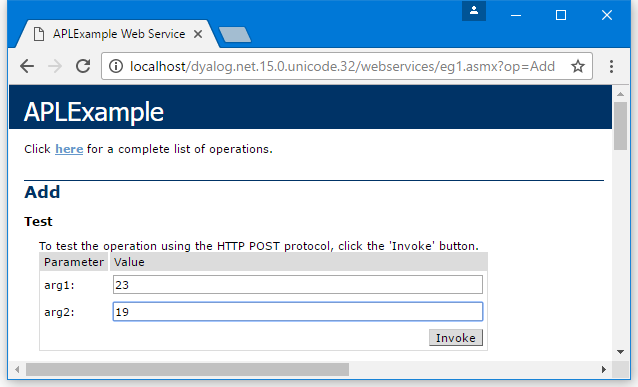 APLExample Web Service
localhost/dyalog.net.15.0.unicode.32/webservices/eg1.asmx?op=Add
APLExample
Click here for a complete list of operations.
Add
Test
To test the operation using the HTTP POST protocol, click the 'Invoke' button.
Parameter Value
arg1: 23
arg2: 19
Invoke